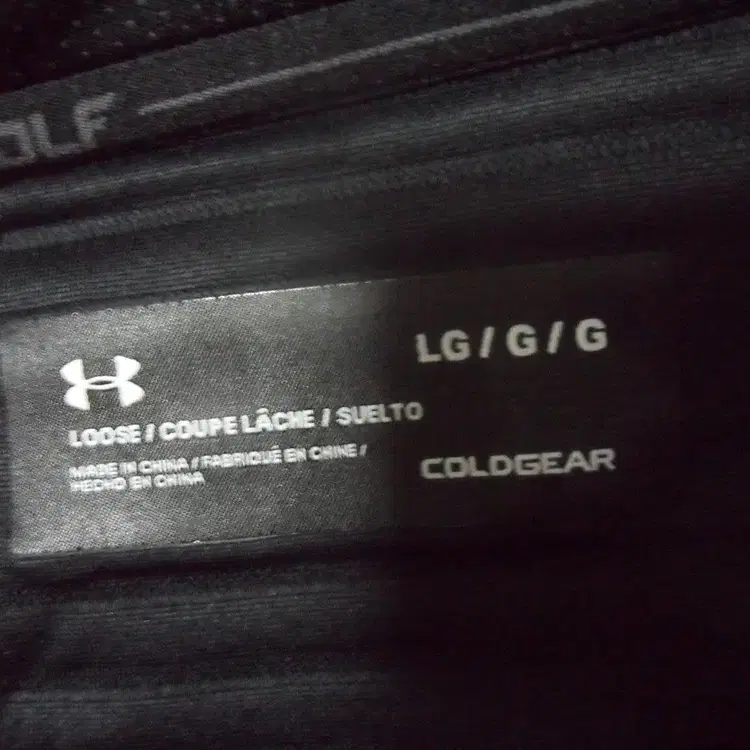 LG / G / G
LOOSE / COUPE LÂCHE / SUELTO
MADE IN CHINA / FABRIQUÉ EN CHINE /
HECHO EN CHINA
COLDGEAR